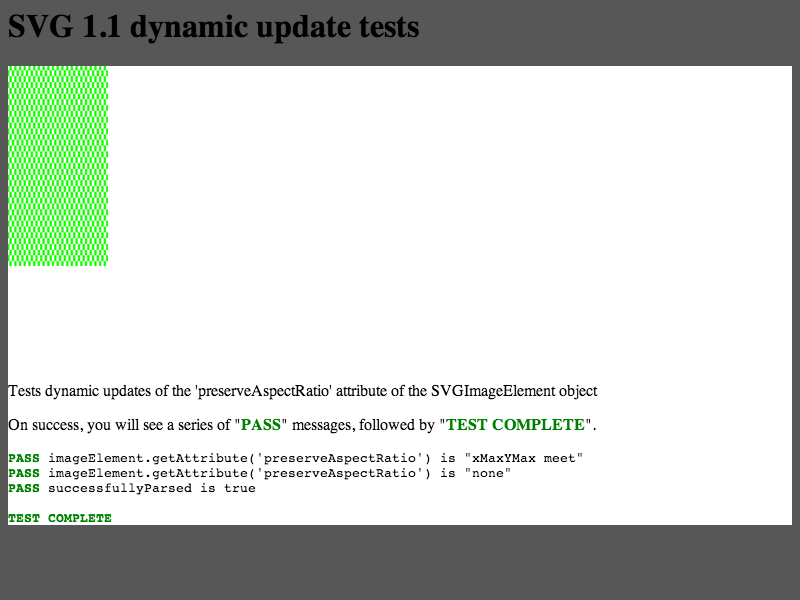 SVG 1.1 dynamic update tests
Tests dynamic updates of the 'preserveAspectRatio' attribute of the SVGImageElement object
On success, you will see a series of "PASS" messages, followed by "TEST COMPLETE".
PASS imageElement.getAttribute('preserveAspectRatio') is "xMaxYMax meet"
PASS imageElement.getAttribute('preserveAspectRatio') is "none"
PASS successfullyParsed is true
TEST COMPLETE